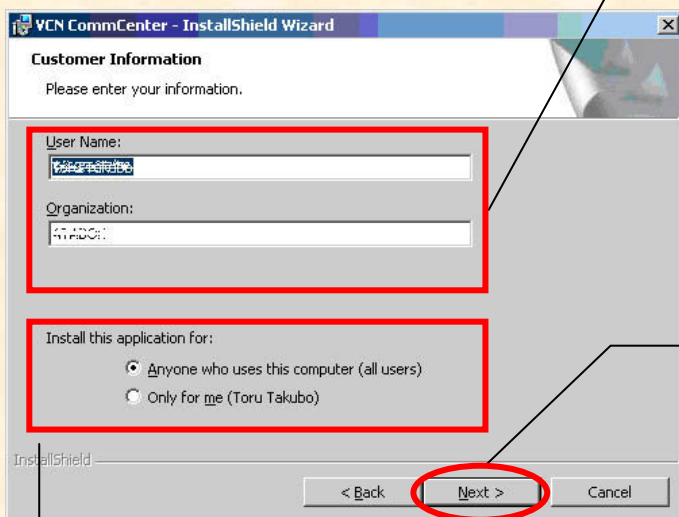 VCN CommCenter - InstallShield Wizard
Customer Information
Please enter your information.
User Name:
Organization:
Install this application for:
Anyone who uses this computer (all users)
Only for me (Toru Takubo)
InstallShield
< Back Next > Cancel